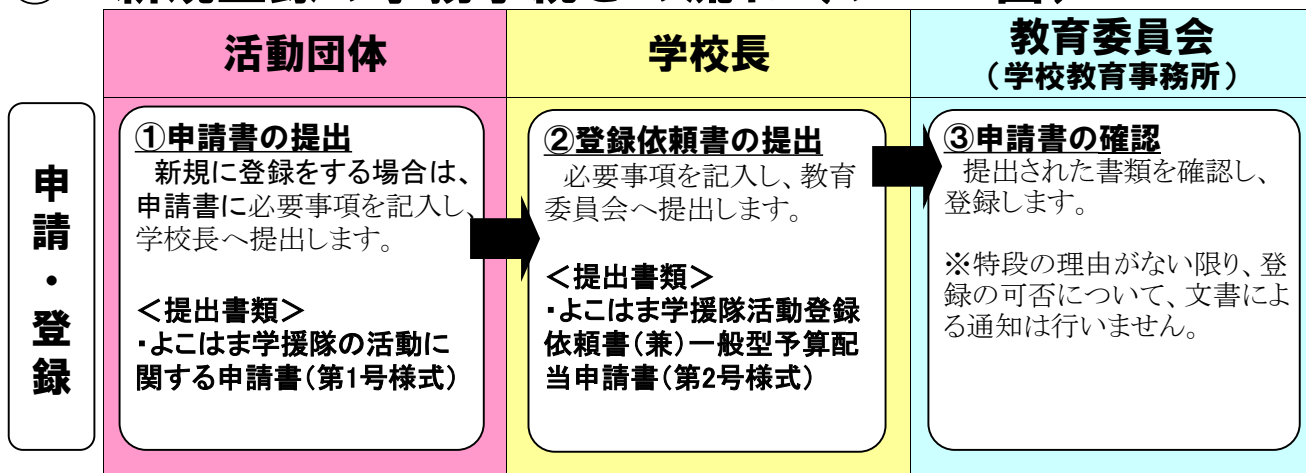 活動団体
学校長
教育委員会
（学校教育事務所）
申請・登録
①申請書の提出
新規に登録をする場合は、
申請書に必要事項を記入し、
学校長へ提出します。
＜提出書類＞
・よこはま学援隊の活動に
関する申請書（第1号様式）
②登録依頼書の提出
必要事項を記入し、教育
委員会へ提出します。
＜提出書類＞
・よこはま学援隊活動登録
依頼書（兼）一般型予算配
当申請書（第2号様式）
③申請書の確認
提出された書類を確認し、
登録します。
※特段の理由がない限り、登
録の可否について、文書によ
る通知は行いません。